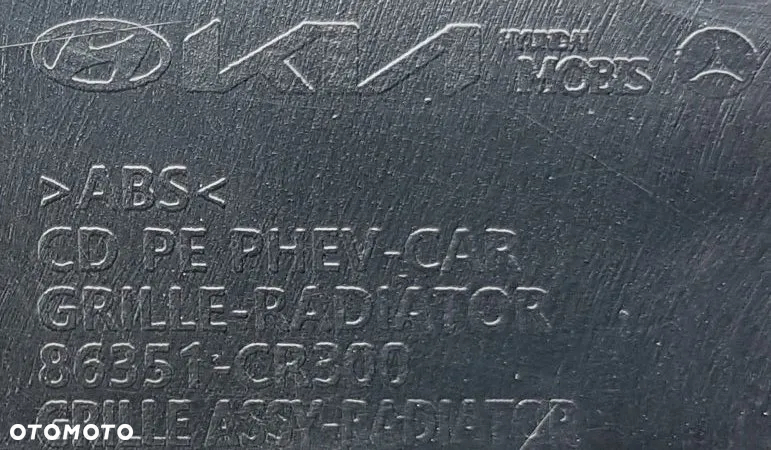 KIA HYUNDAI MOBIS
>ABS<
CD PE PHEV-CAR
GRILLE-RADIATOR
86351-CR300
GRILLE ASSY-RADIATOR
OTOMOTO